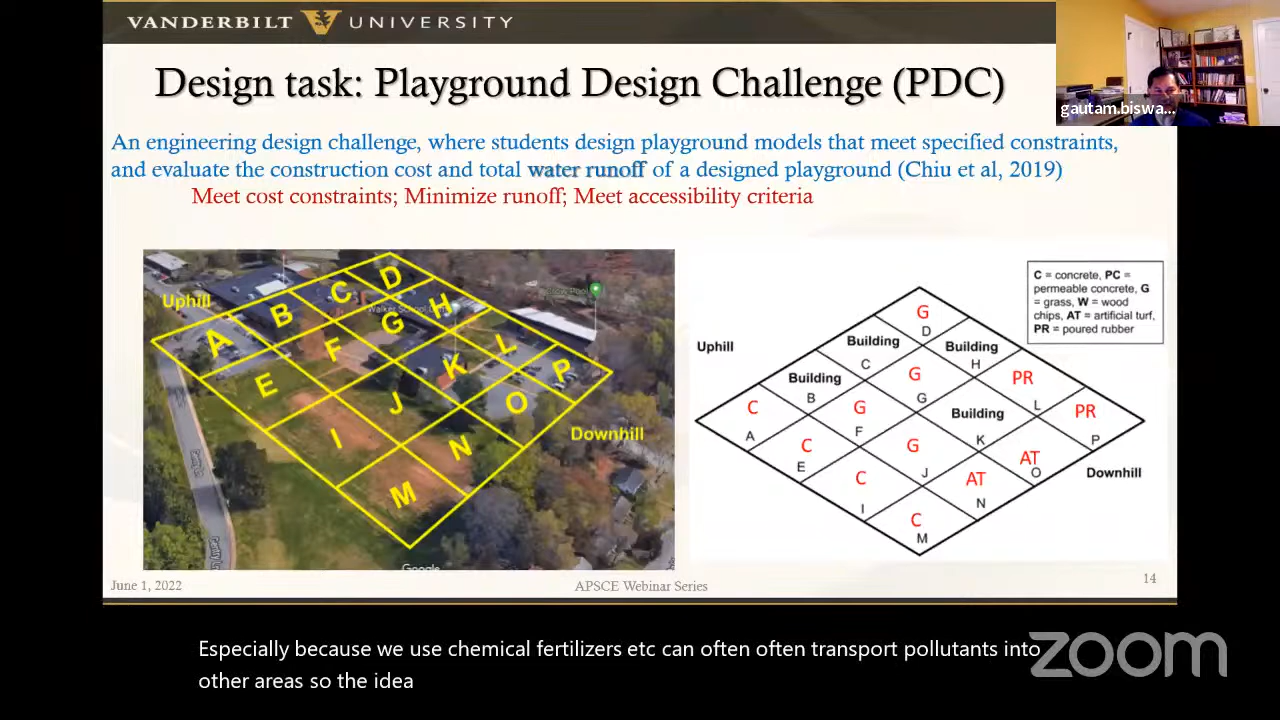 VANDERBILT V UNIVERSITY
Design task: Playground Design Challenge (PDC)
gautam.biswa...
An engineering design challenge, where students design playground models that meet specified constraints,
and evaluate the construction cost and total water runoff of a designed playground (Chiu et al, 2019)
Meet cost constraints; Minimize runoff; Meet accessibility criteria
Uphill
A
B
C
D
E
F
G
H
I
J
K
L
M
N
O
P
Downhill
Google
C = concrete, PC =
permeable concrete, G
= grass, W = wood
chips, AT = artificial turf,
PR = poured rubber
Uphill
G
D
Building
C
Building
H
Building
B
G
G
PR
L
C
A
G
F
Building
K
PR
P
C
E
G
J
AT
O
Downhill
C
I
AT
N
C
M
June 1, 2022
APSCE Webinar Series
14
Especially because we use chemical fertilizers etc can often often transport pollutants into
other areas so the idea
zoom